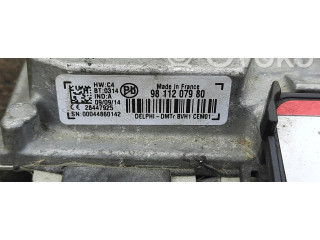 HW:C4
BT:0314
IND:A
09/09/14
28447925
SN:00044860142
Made in France
98 112 079 80
DELPHI-DMTr BVH1 CEM01